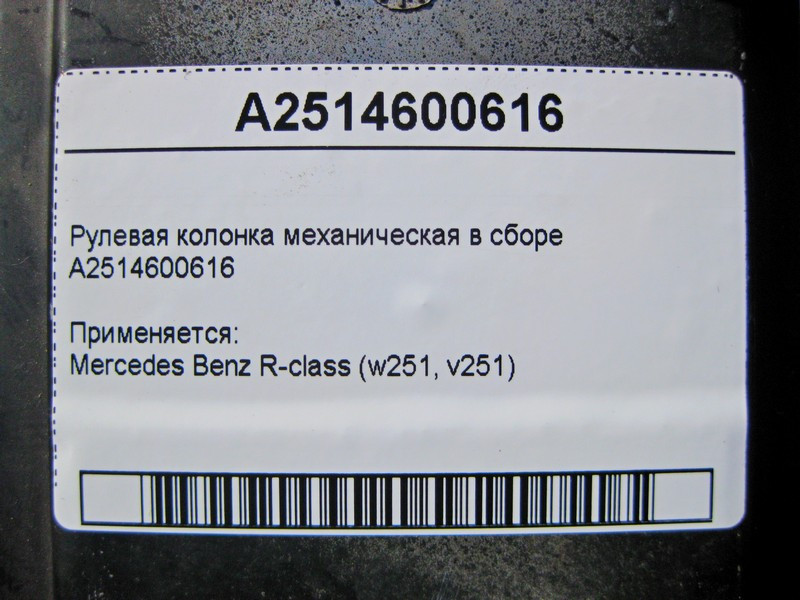 A2514600616
Рулевая колонка механическая в сборе
A2514600616
Применяется:
Mercedes Benz R-class (w251, v251)